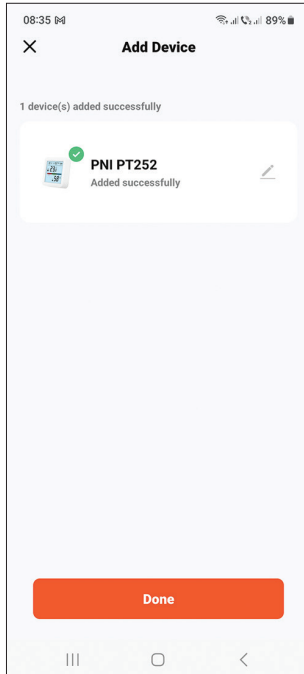 08:35 89%
Add Device
1 device(s) added successfully
PNI PT252
Added successfully
Done